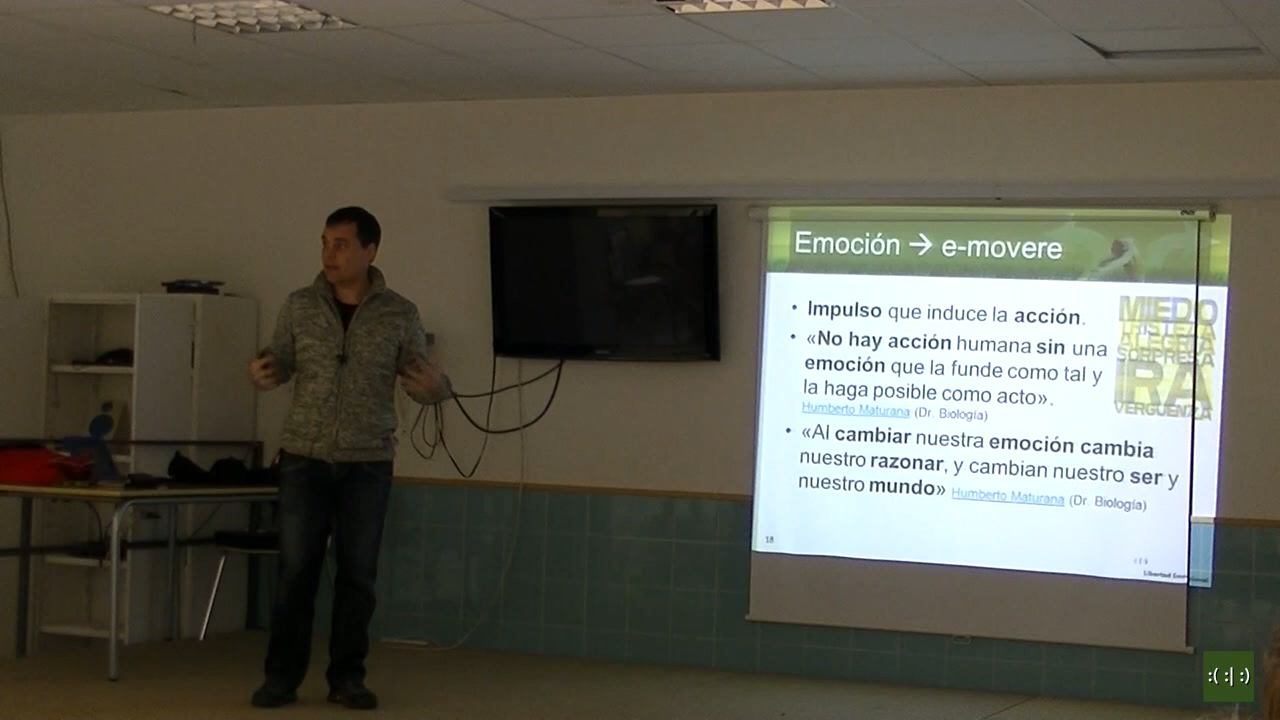 Emoción → e-movere
• Impulso que induce la acción.
• «No hay acción humana sin una
emoción que la funde como tal y
la haga posible como acto».
Humberto Maturana (Dr. Biología)
• «Al cambiar nuestra emoción cambia
nuestro razonar, y cambian nuestro ser y
nuestro mundo» Humberto Maturana (Dr. Biología)
MIEDO
TRISTEZA
ALEGRÍA
SORPRESA
IRA
VERGÜENZA
18
Libertad
:( :| :)